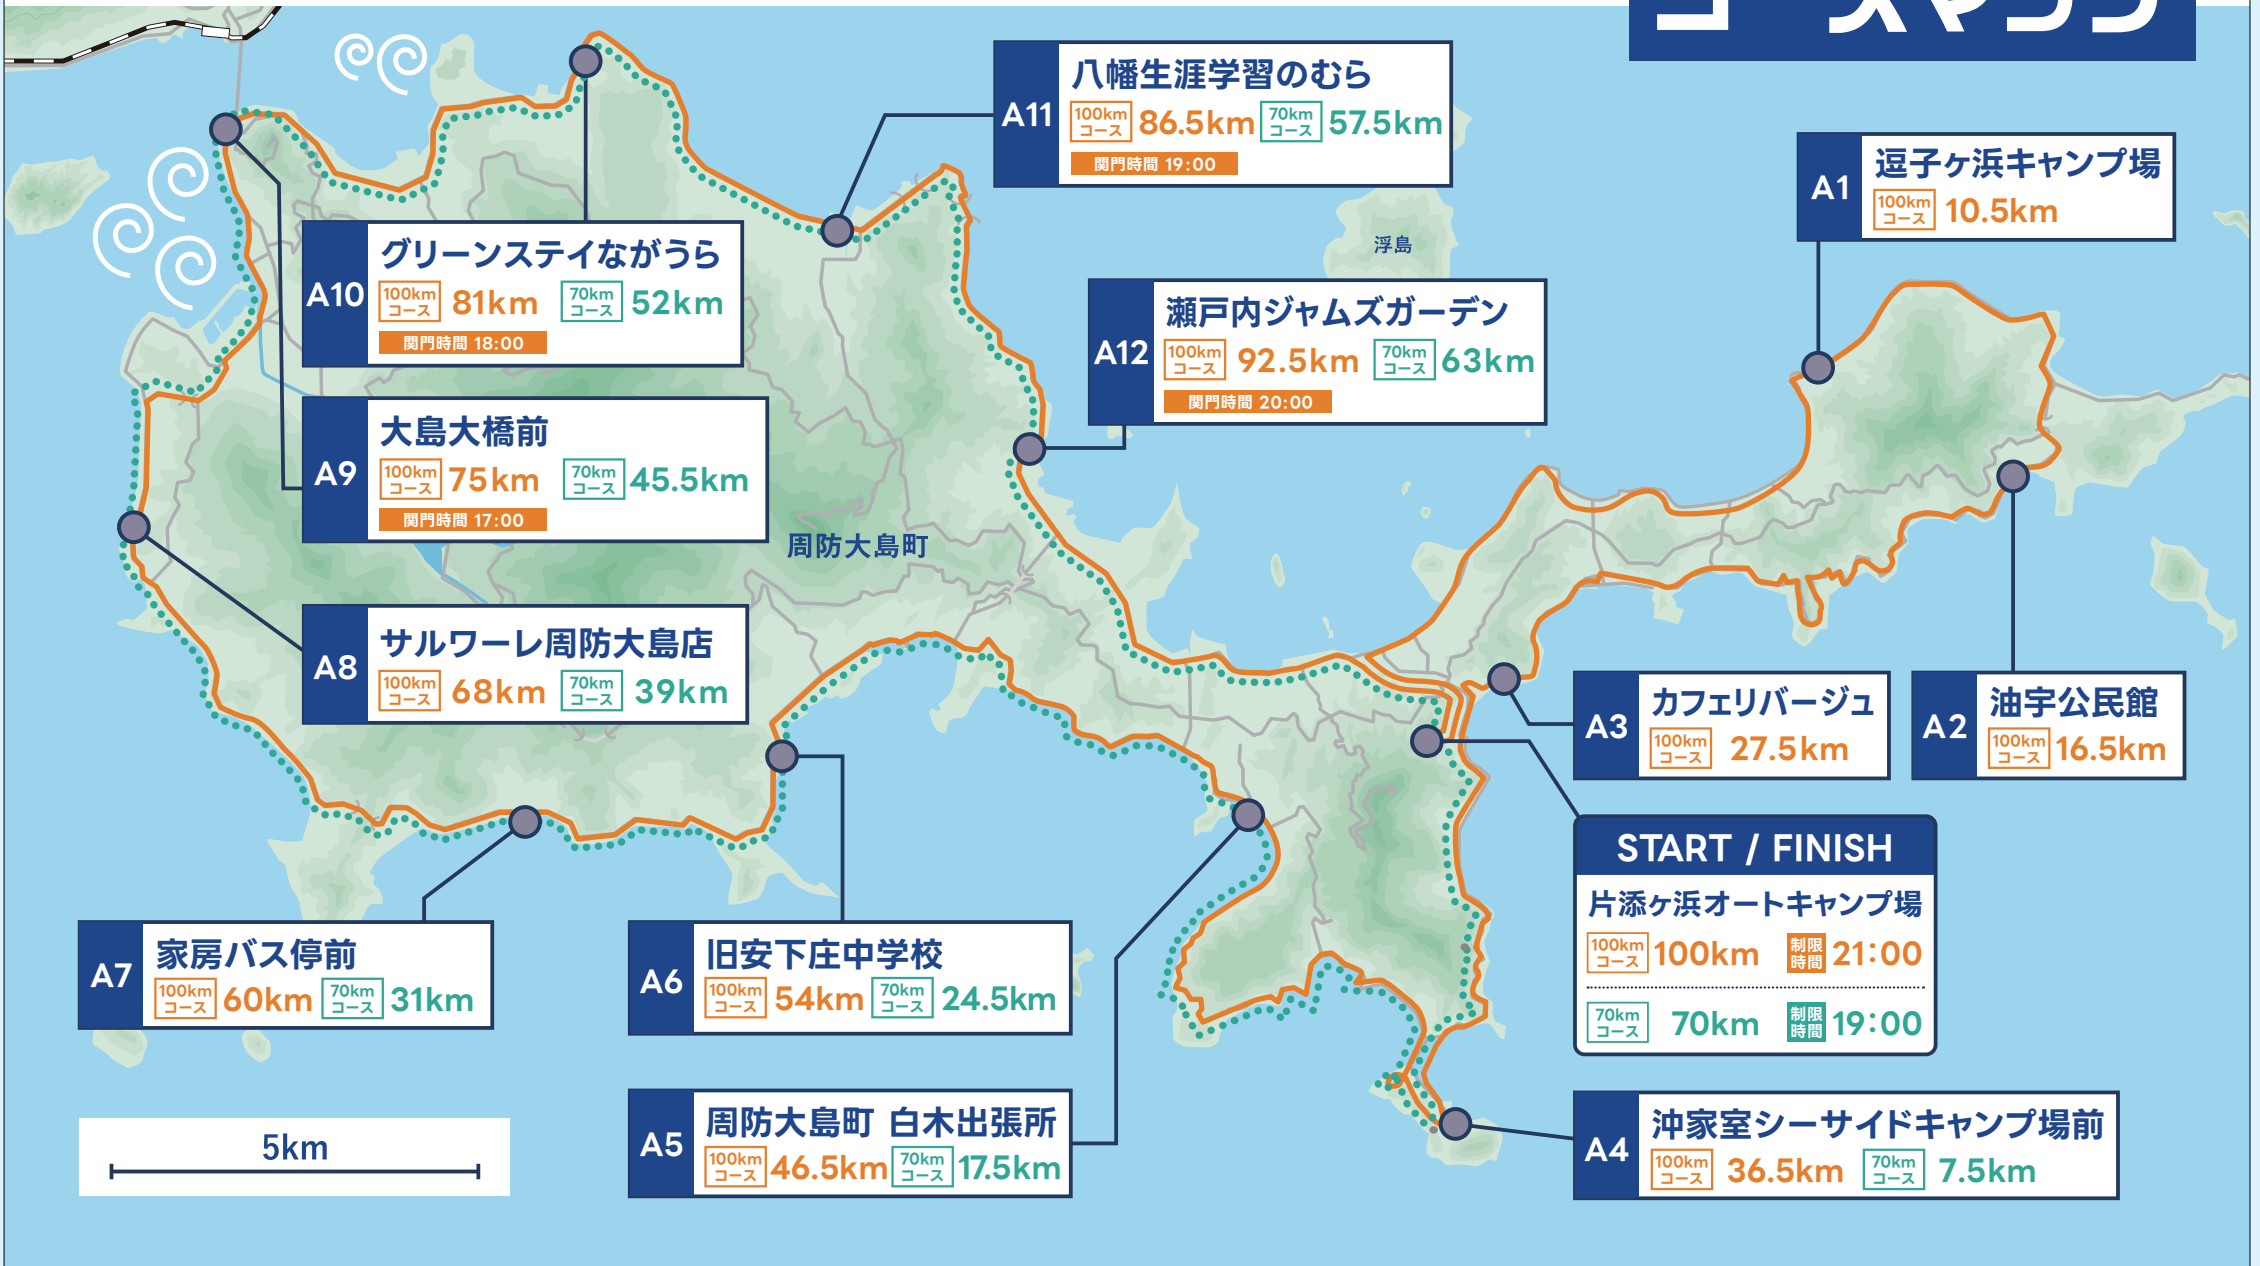 コースマップ
A11
八幡生涯学習のむら
100km
コース
86.5km
70km
コース
57.5km
関門時間 19:00
A1
逗子ヶ浜キャンプ場
100km
コース
10.5km
浮島
A10
グリーンステイながうら
100km
コース
81km
70km
コース
52km
関門時間 18:00
A12
瀬戸内ジャムズガーデン
100km
コース
92.5km
70km
コース
63km
関門時間 20:00
A9
大島大橋前
100km
コース
75km
70km
コース
45.5km
関門時間 17:00
周防大島町
A8
サルワーレ周防大島店
100km
コース
68km
70km
コース
39km
A3
カフェリバージュ
100km
コース
27.5km
A2
油宇公民館
100km
コース
16.5km
START / FINISH
片添ヶ浜オートキャンプ場
100km
コース
100km
制限
時間
21:00
70km
コース
70km
制限
時間
19:00
A7
家房バス停前
100km
コース
60km
70km
コース
31km
A6
旧安下庄中学校
100km
コース
54km
70km
コース
24.5km
A5
周防大島町 白木出張所
100km
コース
46.5km
70km
コース
17.5km
A4
沖家室シーサイドキャンプ場前
100km
コース
36.5km
70km
コース
7.5km
5km